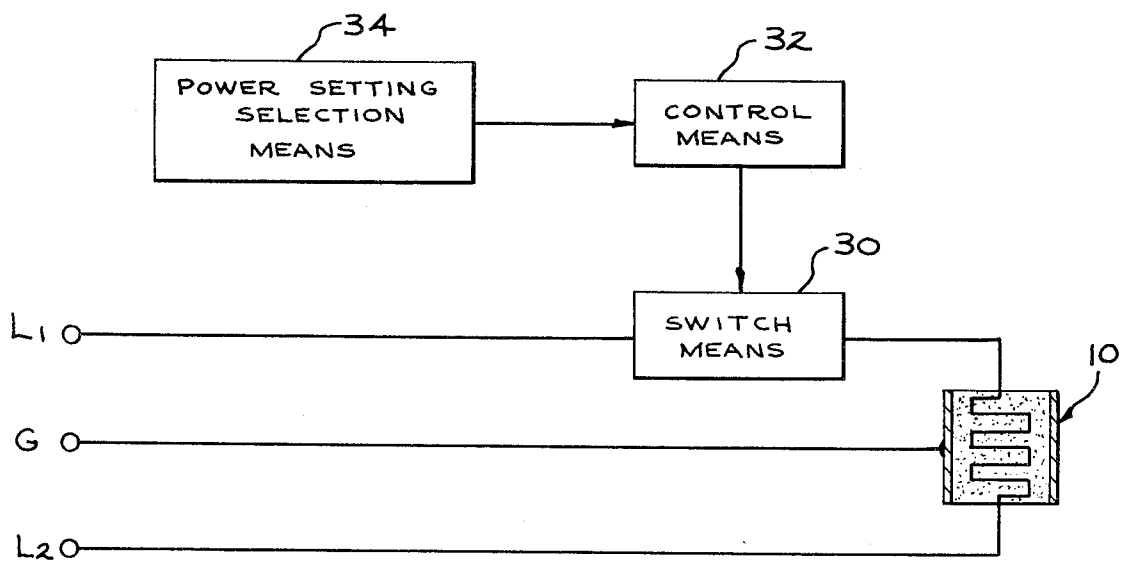 34
POWER SETTING
SELECTION
MEANS
32
CONTROL
MEANS
30
SWITCH
MEANS
L1
10
G
L2